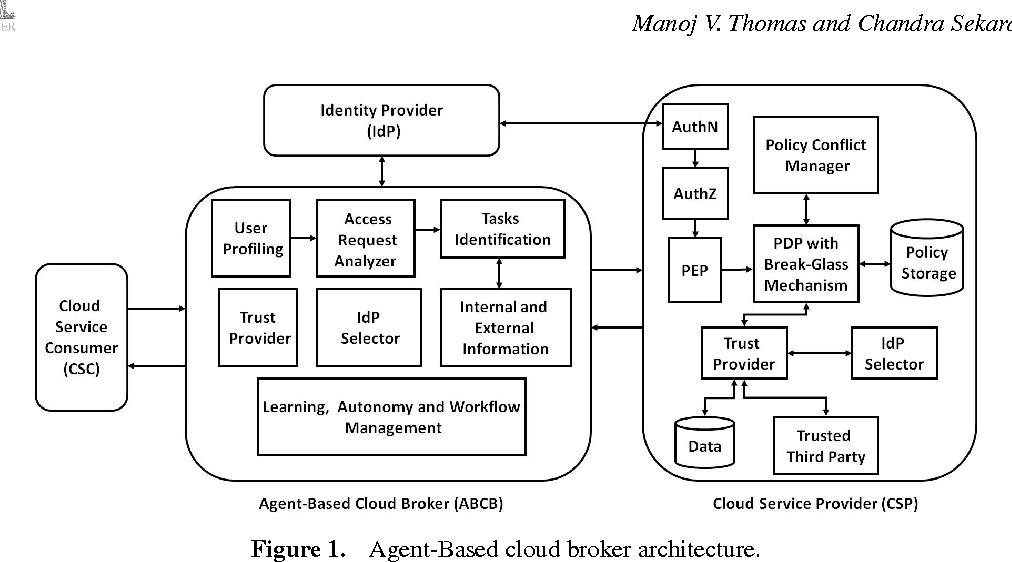 ER
Manoj V. Thomas and Chandra Sekara
Identity Provider
(IdP)
AuthN
AuthZ
PEP
Policy Conflict
Manager
PDP with
Break-Glass
Mechanism
Policy
Storage
User
Profiling
Access
Request
Analyzer
Tasks
Identification
Cloud
Service
Consumer
(CSC)
Trust
Provider
IdP
Selector
Internal and
External
Information
Learning, Autonomy and Workflow
Management
Trust
Provider
IdP
Selector
Data
Trusted
Third Party
Agent-Based Cloud Broker (ABCB)
Cloud Service Provider (CSP)
Figure 1. Agent-Based cloud broker architecture.